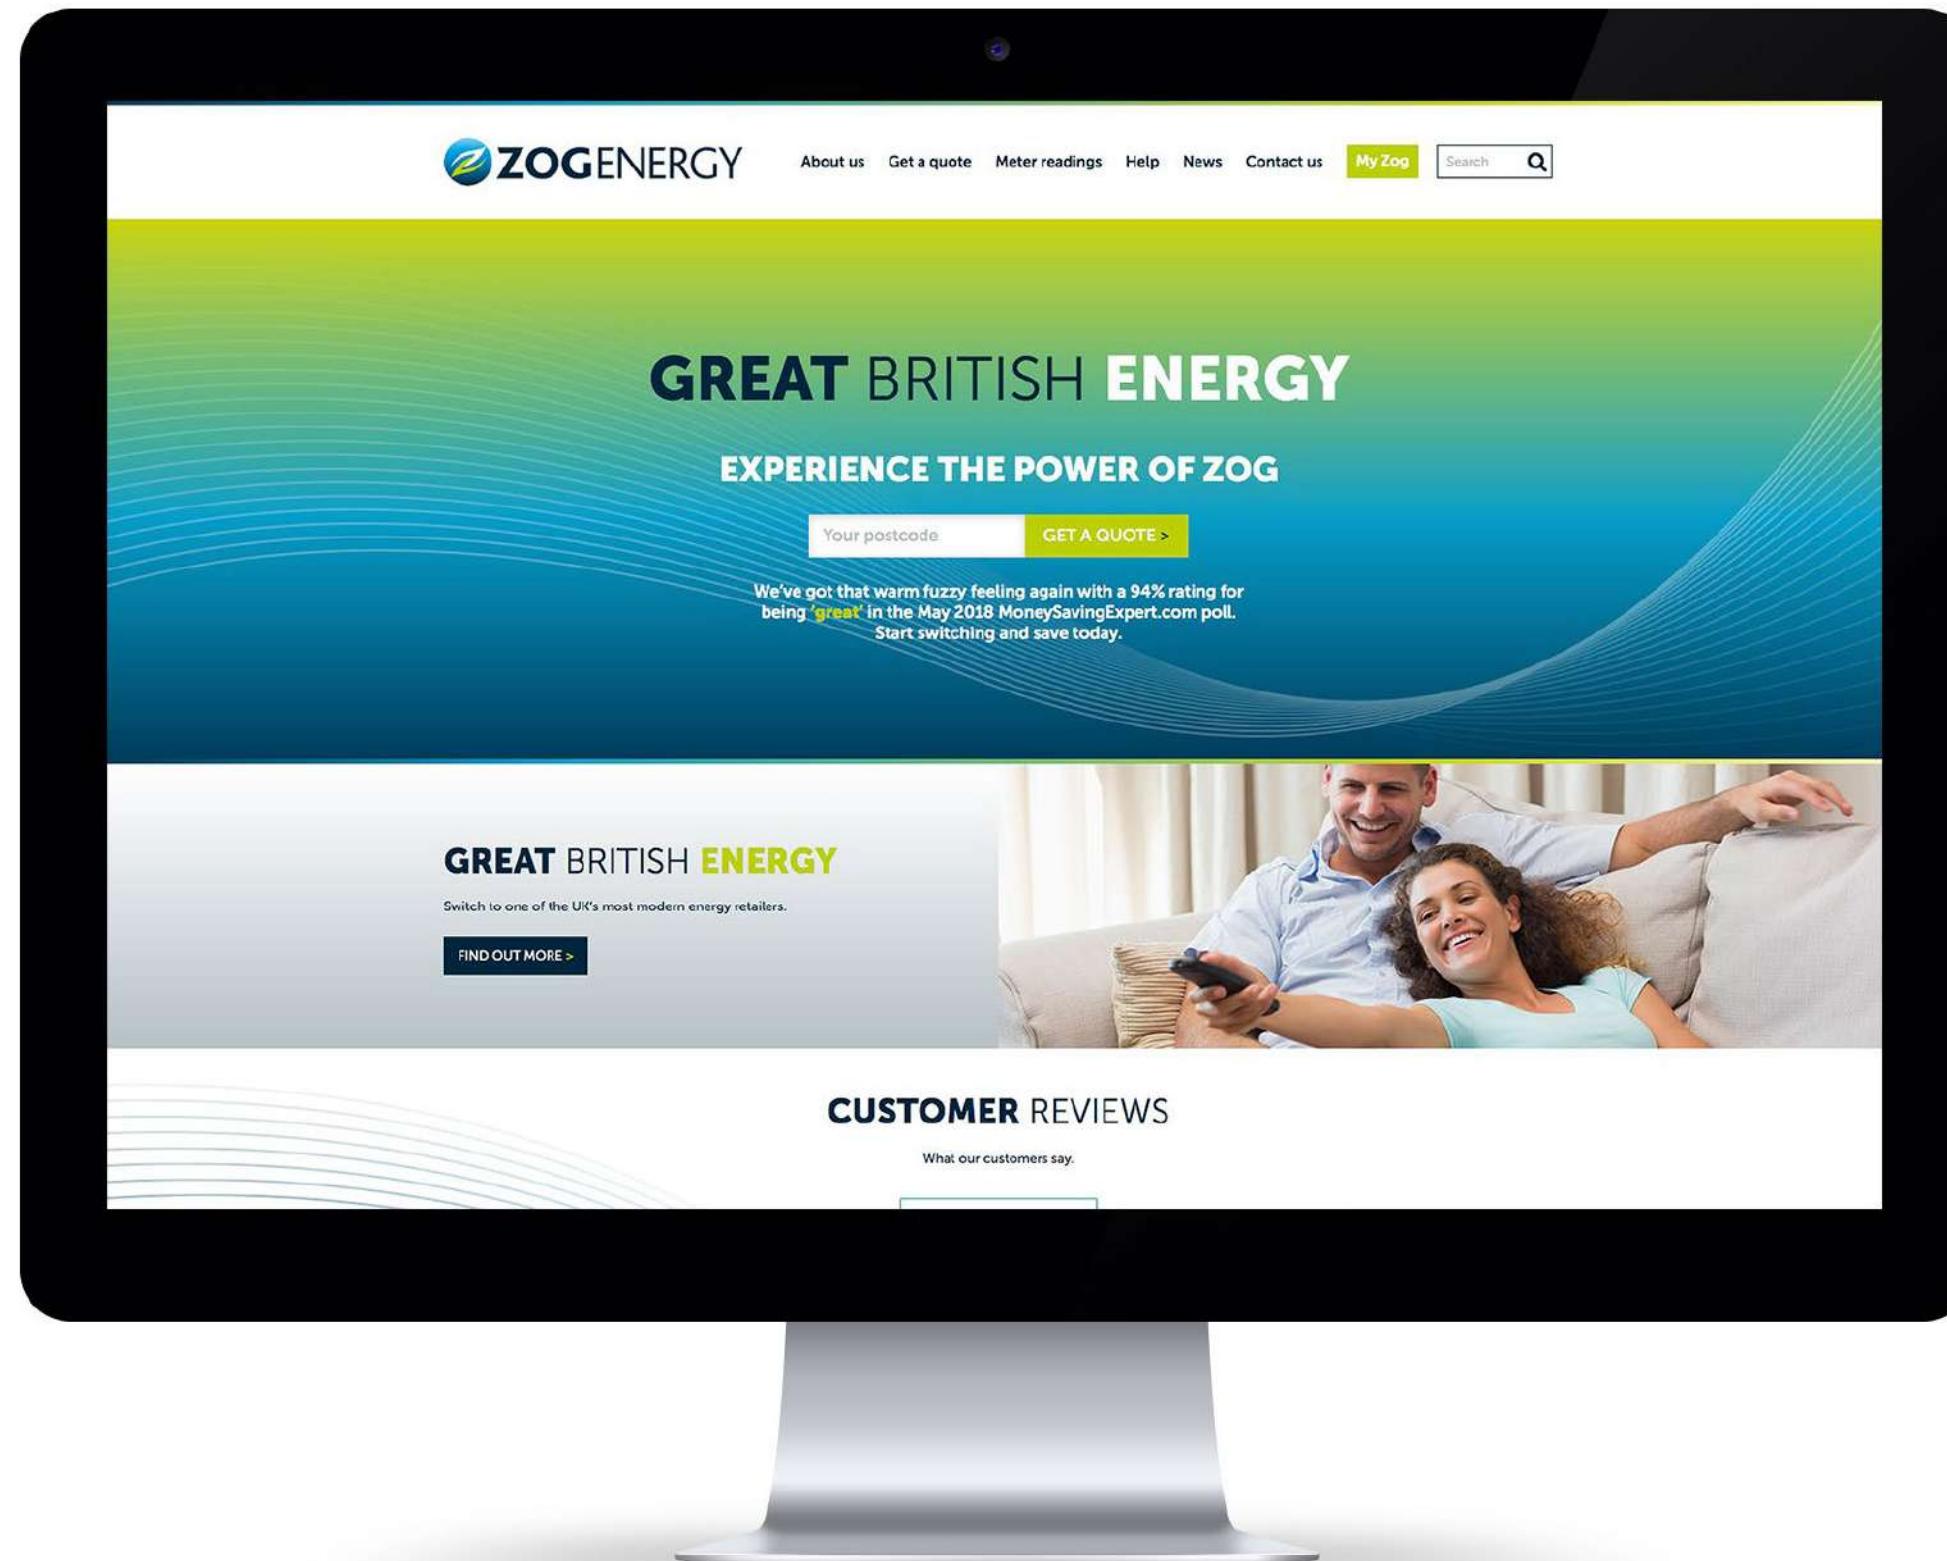 ZOGENERGY
About us Get a quote Meter readings Help News Contact us My Zog Search
GREAT BRITISH ENERGY
EXPERIENCE THE POWER OF ZOG
Your postcode GET A QUOTE >
We've got that warm fuzzy feeling again with a 94% rating for
being 'great' in the May 2018 MoneySavingExpert.com poll.
Start switching and save today.
GREAT BRITISH ENERGY
Switch to one of the UK's most modern energy retailers.
FIND OUT MORE >
CUSTOMER REVIEWS
What our customers say.